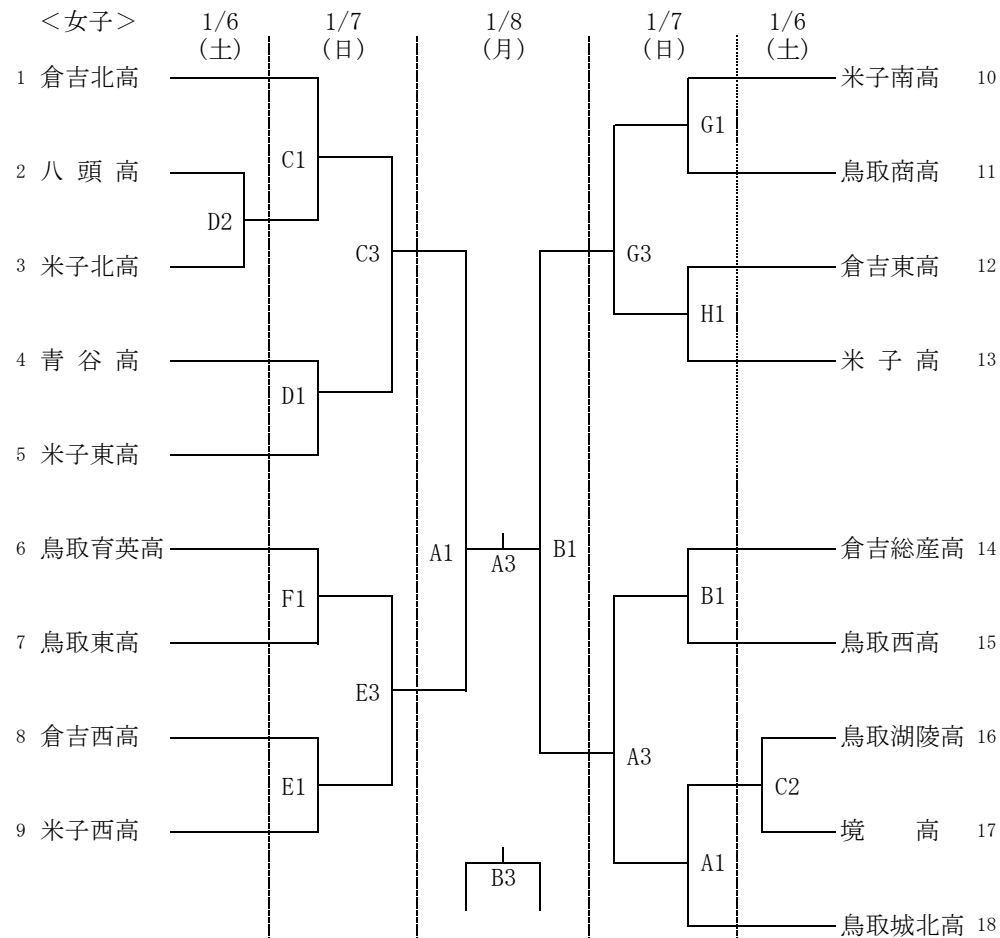 ＜女子＞ 1/6 1/7 1/8 1/7 1/6
(土) (日) (月) (日) (土)
1 倉吉北高 米子南高 10
G1
C1
2 八頭高 鳥取商高 11
D2
C3 G3
3 米子北高 倉吉東高 12
H1
4 青谷高 米子高 13
D1
5 米子東高
6 鳥取育英高 A1 B1 倉吉総産高 14
A3
F1 B1
7 鳥取東高 鳥取西高 15
E3
8 倉吉西高 鳥取湖陵高 16
A3
E1 C2
9 米子西高 境高 17
A1
B3
鳥取城北高 18